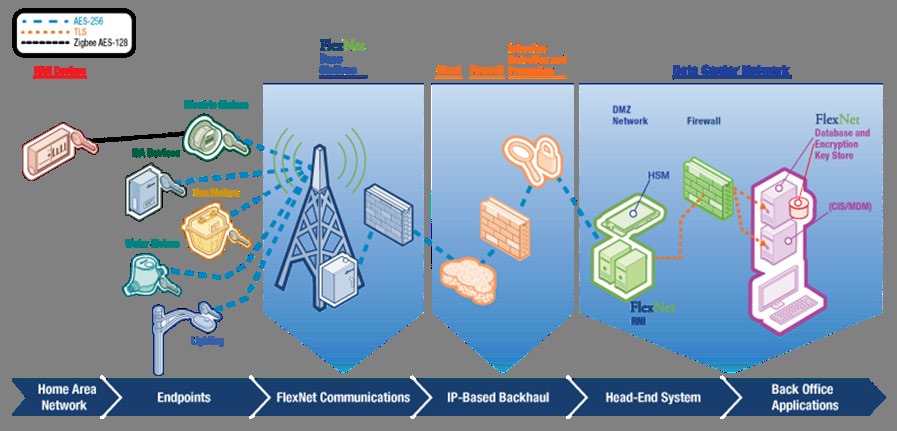 AES-256
TLS
Zigbee AES-128
HAN Devices
Electric Meters
DA Devices
Gas Meters
Water Meters
Lighting
FlexNet
Base
Stations
Cloud
Firewall
Intrusion
Detection and
Prevention
Data Center Network
DMZ
Network
Firewall
HSM
FlexNet
RNI
FlexNet
Database and
Encryption
Key Store
(CIS/MDM)
Home Area
Network
Endpoints
FlexNet Communications
IP-Based Backhaul
Head-End System
Back Office
Applications